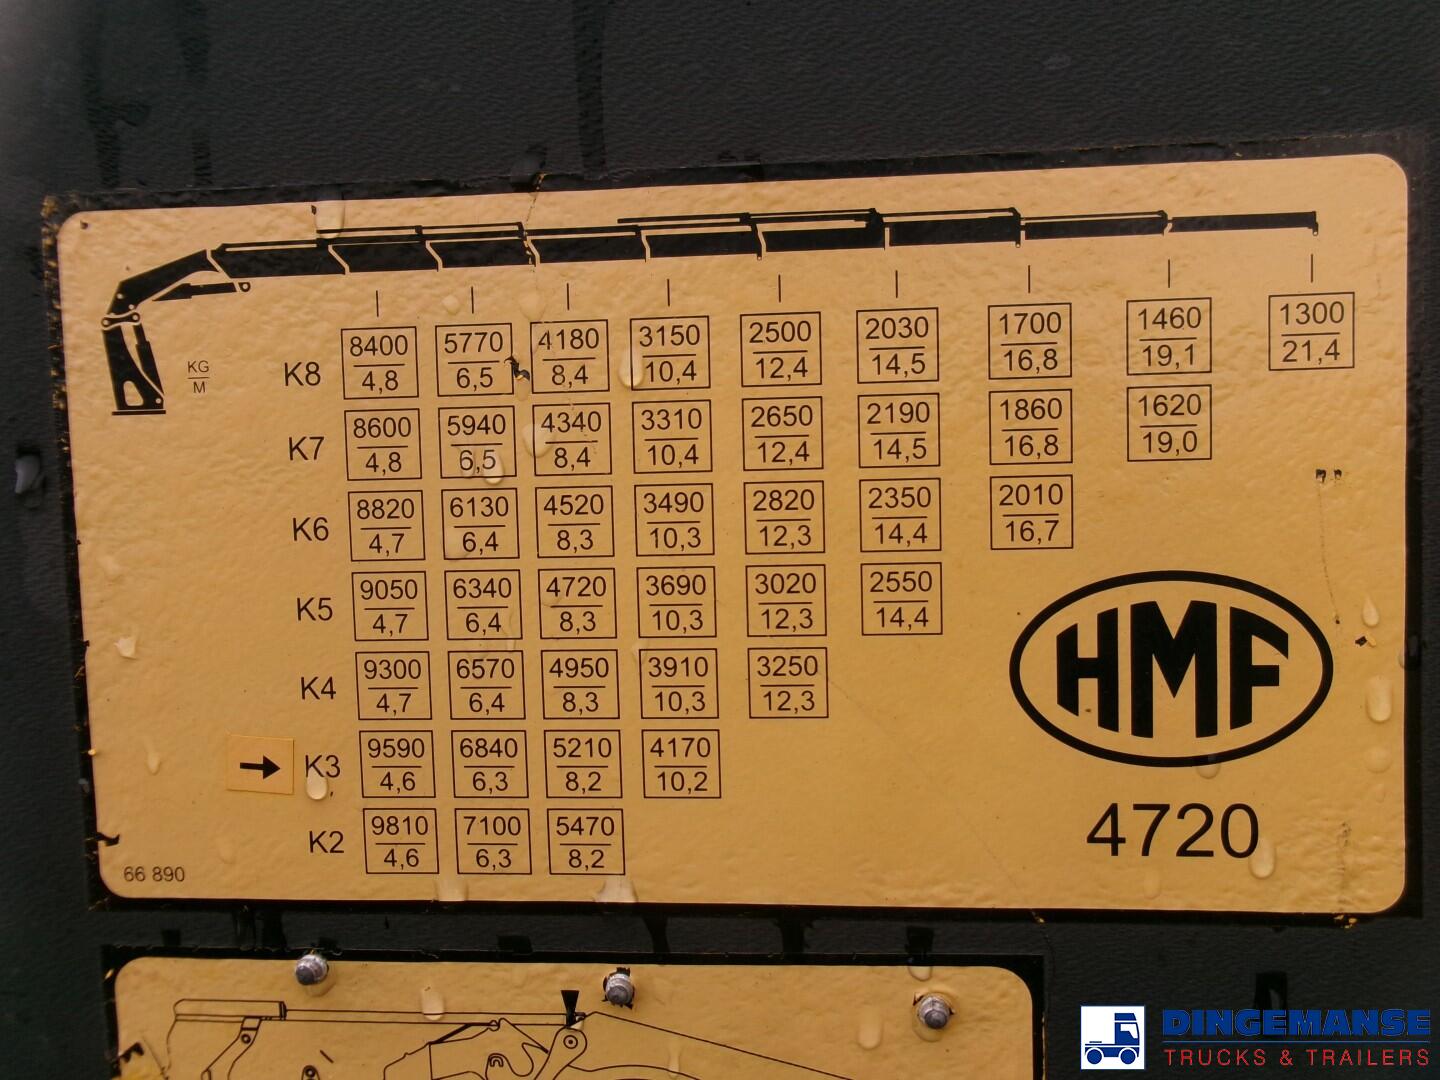 KG
M
K8 8400 5770 4180 3150 2500 2030 1700 1460 1300
4,8 6,5 8,4 10,4 12,4 14,5 16,8 19,1 21,4
K7 8600 5940 4340 3310 2650 2190 1860 1620
4,8 6,5 8,4 10,4 12,4 14,5 16,8 19,0
K6 8820 6130 4520 3490 2820 2350 2010
4,7 6,4 8,3 10,3 12,3 14,4 16,7
K5 9050 6340 4720 3690 3020 2550
4,7 6,4 8,3 10,3 12,3 14,4
K4 9300 6570 4950 3910 3250
4,7 6,4 8,3 10,3 12,3
K3 9590 6840 5210 4170
4,6 6,3 8,2 10,2
K2 9810 7100 5470
4,6 6,3 8,2
HMF
4720
66 890
DINGEMANSE
TRUCKS & TRAILERS